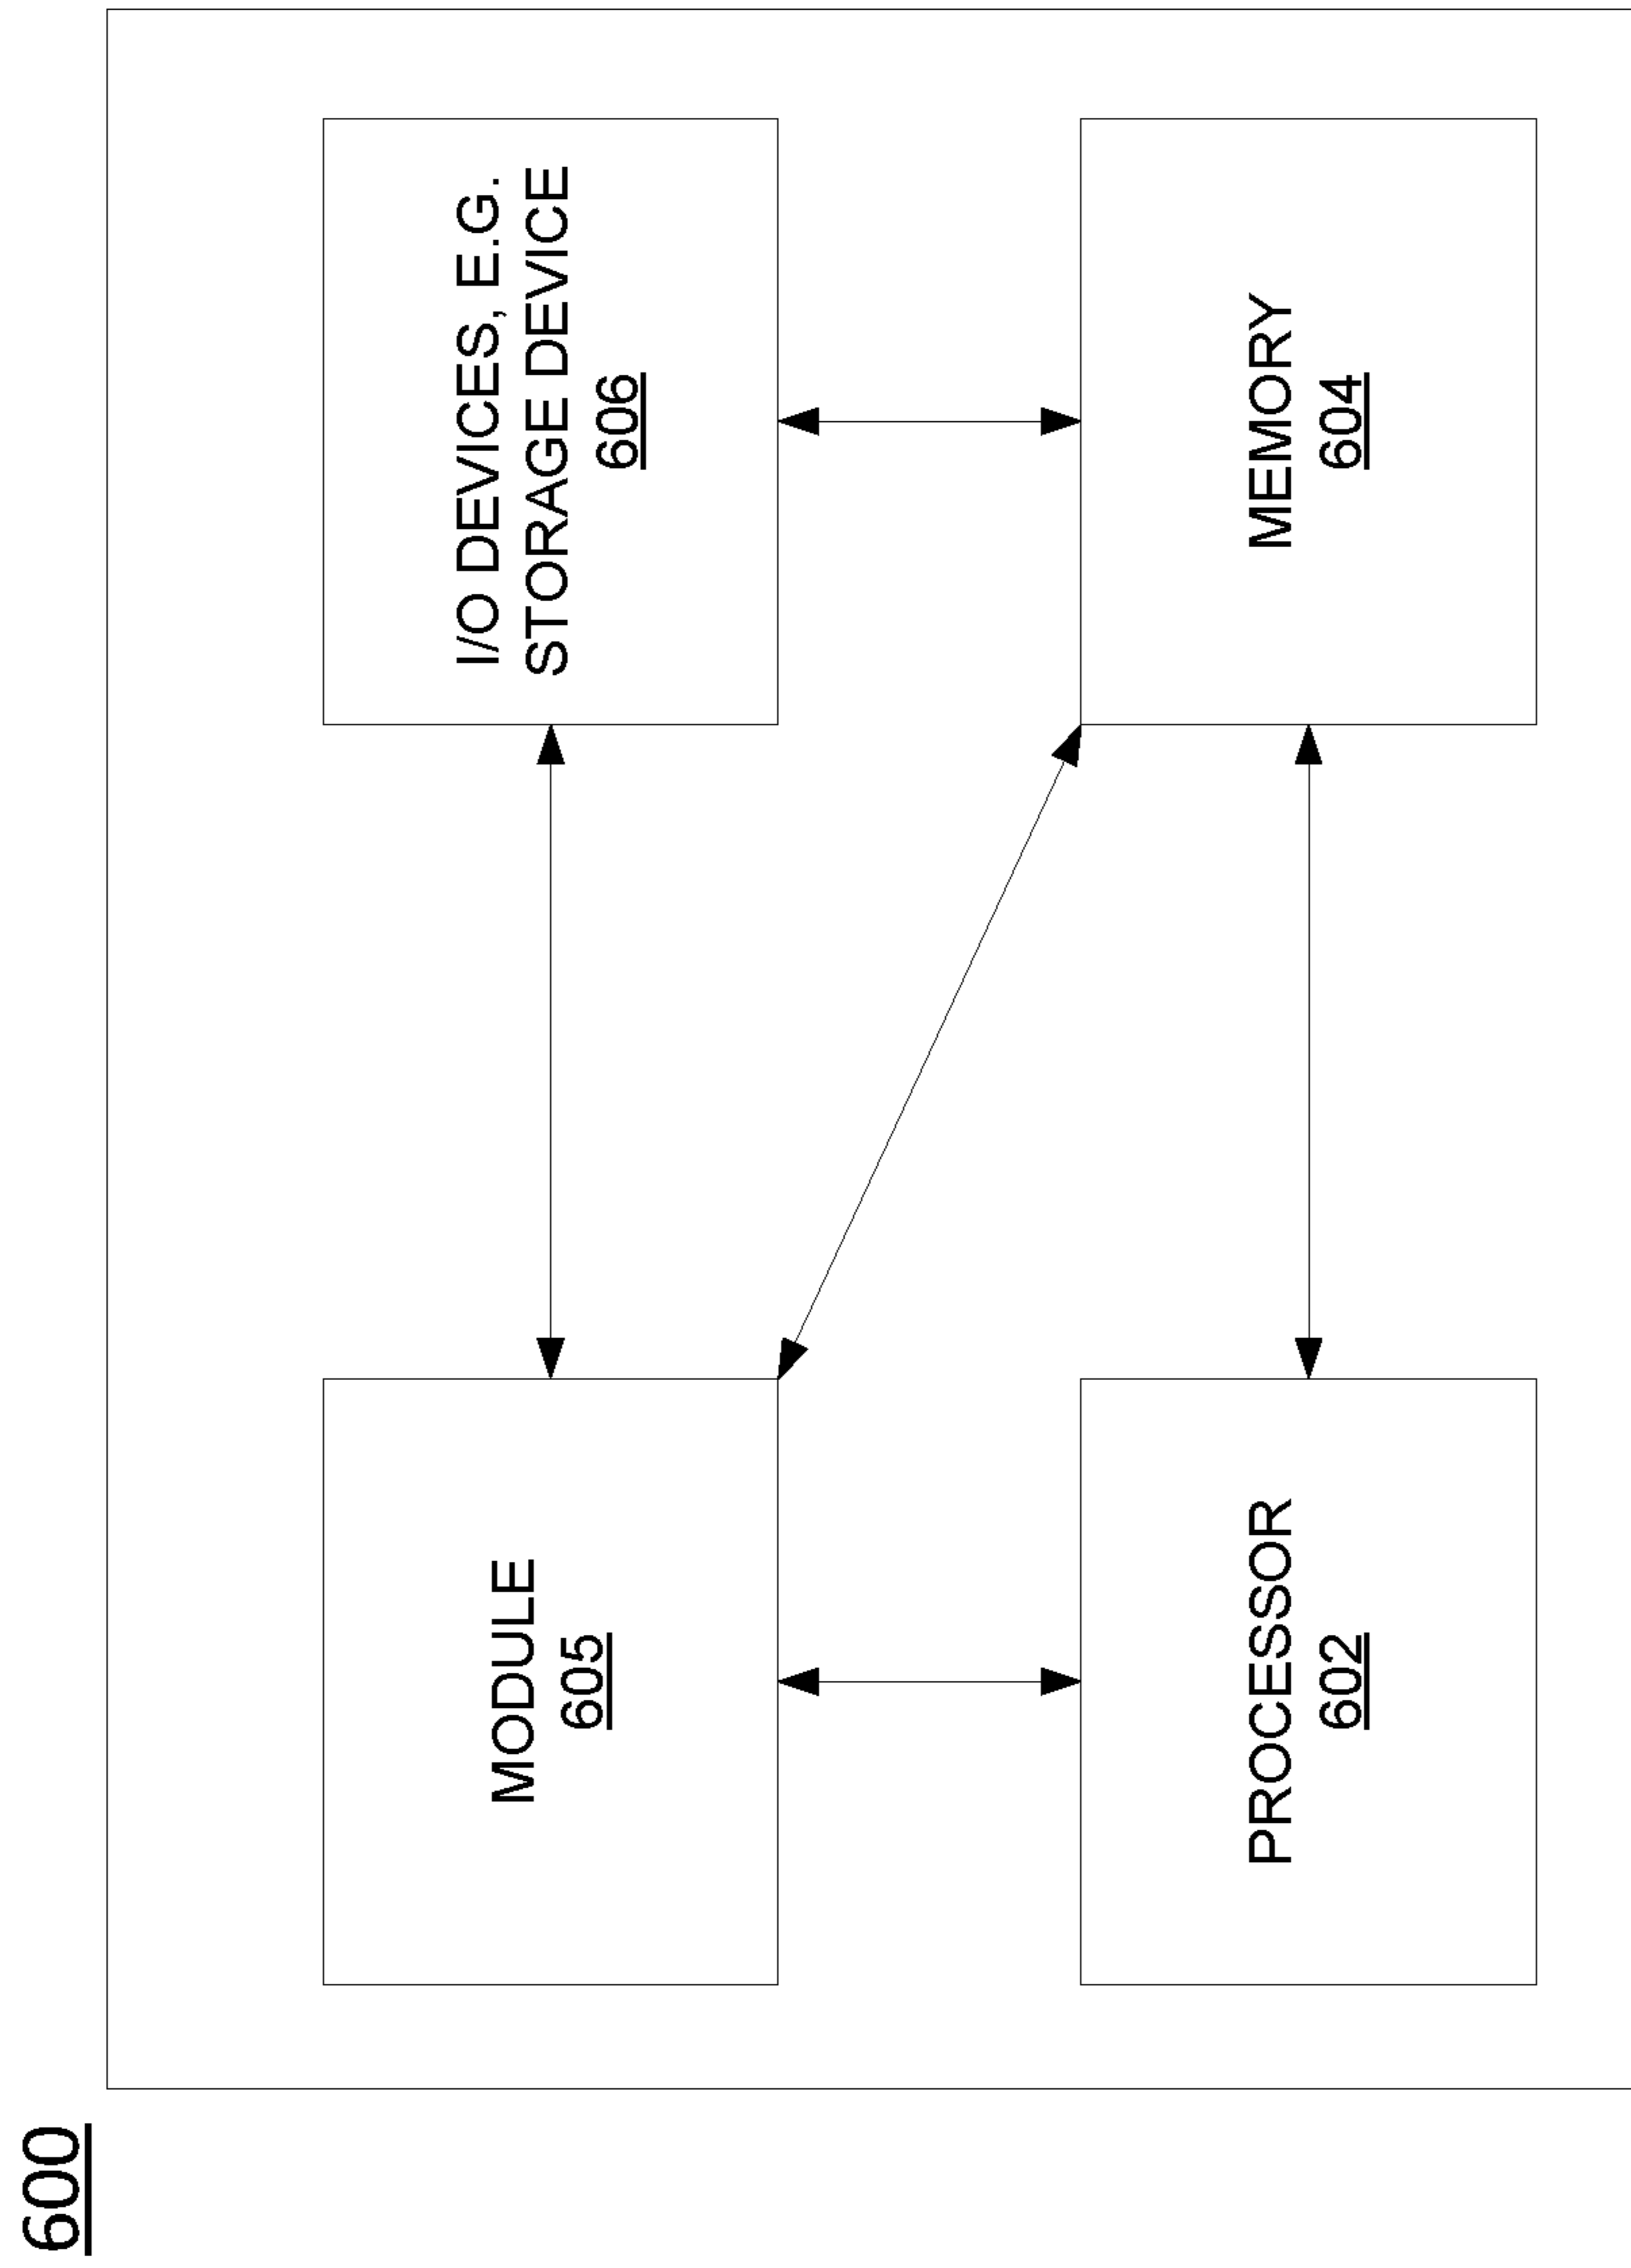 600
MODULE
605
I/O DEVICES, E.G.
STORAGE DEVICE
606
PROCESSOR
602
MEMORY
604